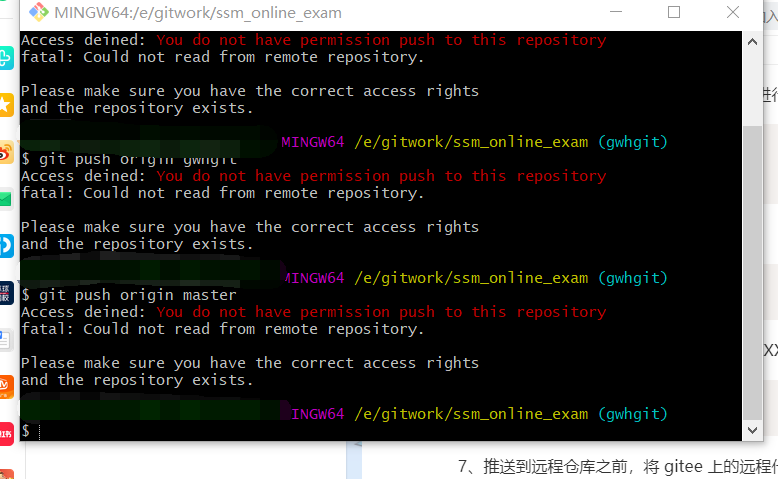 MINGW64:/e/gitwork/ssm_online_exam
Access deined: You do not have permission push to this repository
fatal: Could not read from remote repository.
Please make sure you have the correct access rights
and the repository exists.
MINGW64 /e/gitwork/ssm_online_exam (gwhgit)
$ git push origin gwhgit
Access deined: You do not have permission push to this repository
fatal: Could not read from remote repository.
Please make sure you have the correct access rights
and the repository exists.
MINGW64 /e/gitwork/ssm_online_exam (gwhgit)
$ git push origin master
Access deined: You do not have permission push to this repository
fatal: Could not read from remote repository.
Please make sure you have the correct access rights
and the repository exists.
INGW64 /e/gitwork/ssm_online_exam (gwhgit)
$
7、推送到远程仓库之前，将 gitee 上的远程